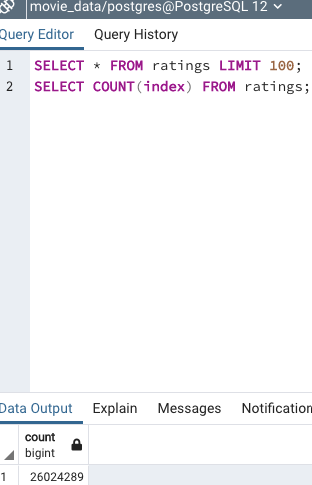 movie_data/postgres@PostgreSQL 12
Query Editor Query History
1 SELECT * FROM ratings LIMIT 100;
2 SELECT COUNT(index) FROM ratings;
Data Output Explain Messages Notification
count
bigint
1 26024289